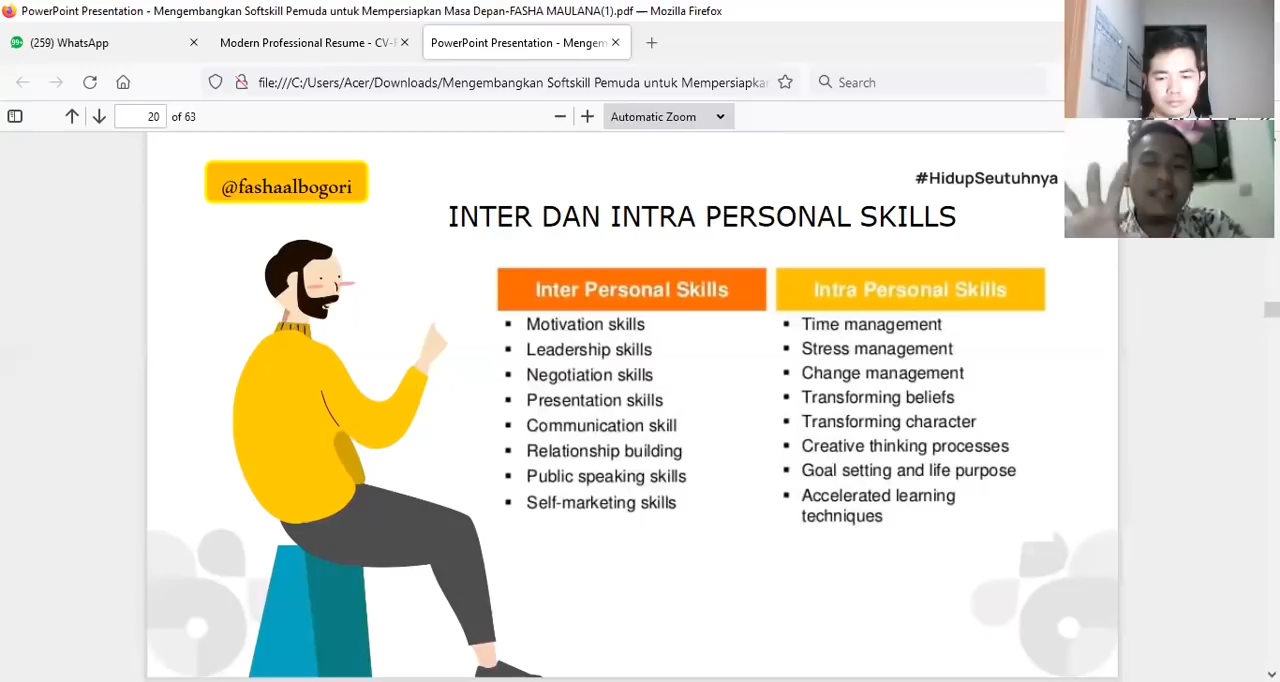 PowerPoint Presentation - Mengembangkan Softskill Pemuda untuk Mempersiapkan Masa Depan-FASHA MAULANA(1).pdf — Mozilla Firefox
99+
(259) WhatsApp
Modern Professional Resume - CV-F
PowerPoint Presentation - Mengem
file:///C:/Users/Acer/Downloads/Mengembangkan Softskill Pemuda untuk Mempersiapka
Search
20 of 63
Automatic Zoom
@fashaalbogori
#HidupSeutuhnya
INTER DAN INTRA PERSONAL SKILLS
Inter Personal Skills
Motivation skills
Leadership skills
Negotiation skills
Presentation skills
Communication skill
Relationship building
Public speaking skills
Self-marketing skills
Intra Personal Skills
Time management
Stress management
Change management
Transforming beliefs
Transforming character
Creative thinking processes
Goal setting and life purpose
Accelerated learning
techniques